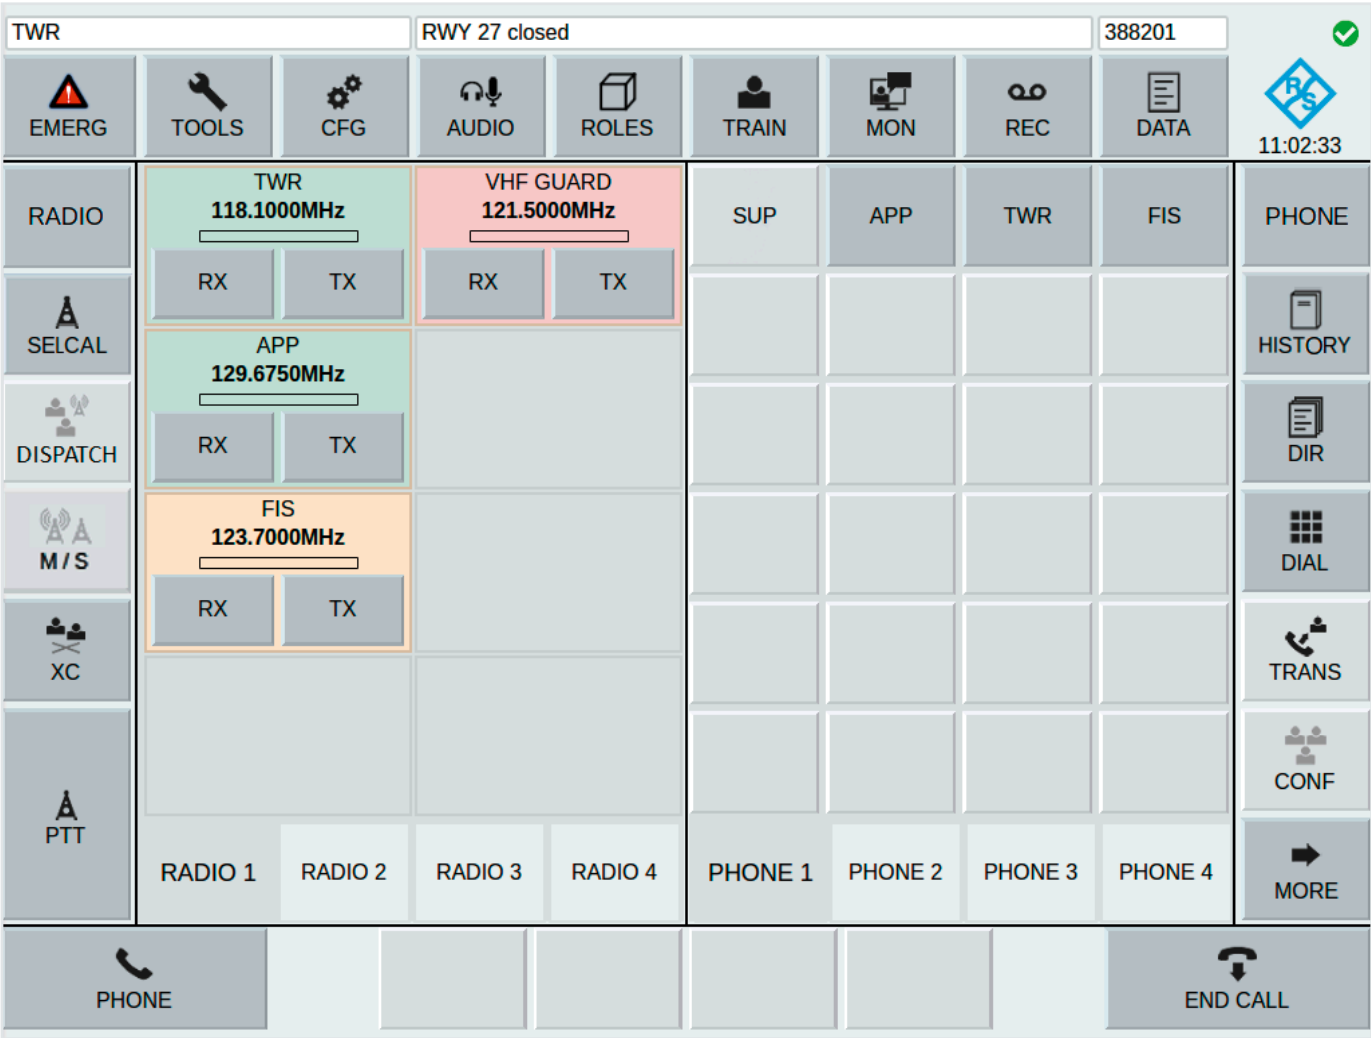 TWR
RWY 27 closed
388201
EMERG
TOOLS
CFG
AUDIO
ROLES
TRAIN
MON
REC
DATA
R
S
11:02:33
RADIO
SELCAL
DISPATCH
M / S
XC
PTT
TWR
118.1000MHz
RX
TX
VHF GUARD
121.5000MHz
RX
TX
APP
129.6750MHz
RX
TX
FIS
123.7000MHz
RX
TX
RADIO 1
RADIO 2
RADIO 3
RADIO 4
SUP
APP
TWR
FIS
PHONE 1
PHONE 2
PHONE 3
PHONE 4
PHONE
HISTORY
DIR
DIAL
TRANS
CONF
MORE
PHONE
END CALL